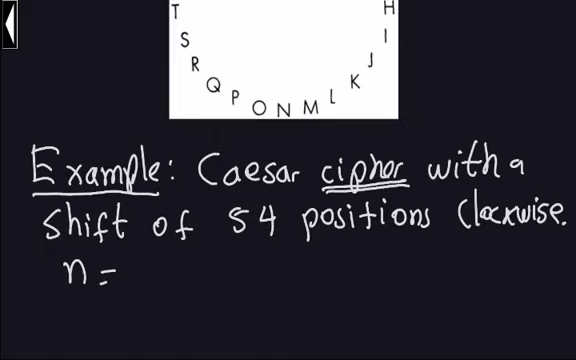 T H
S I
R J
Q K
P L
O N M
Example: Caesar cipher with a
shift of 54 positions clockwise.
n =